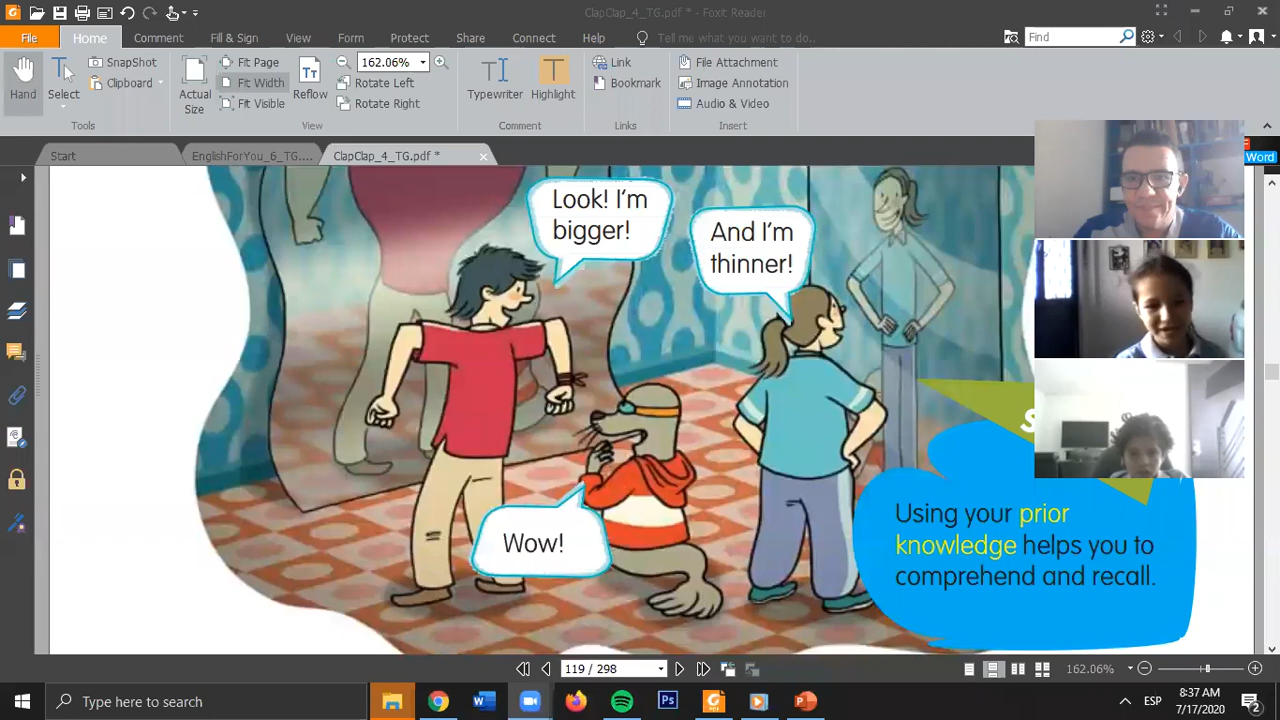 ClapClap_4_TG.pdf * - Foxit Reader
File Home Comment Fill & Sign View Form Protect Share Connect Help Tell me what you want to do.. Find
Hand
Select
SnapShot
Clipboard
Tools
Actual
Size
Fit Page
Fit Width
Fit Visible
Reflow
162.06%
Rotate Left
Rotate Right
View
Typewriter
Highlight
Comment
Link
Bookmark
Links
File Attachment
Image Annotation
Audio & Video
Insert
Start EnglishForYou_6_TG.... ClapClap_4_TG.pdf *
Word
Look! I'm
bigger!
And I'm
thinner!
Wow!
S
Using your prior
knowledge helps you to
comprehend and recall.
119 / 298
162.06%
Type here to search
ESP
8:37 AM
7/17/2020
2